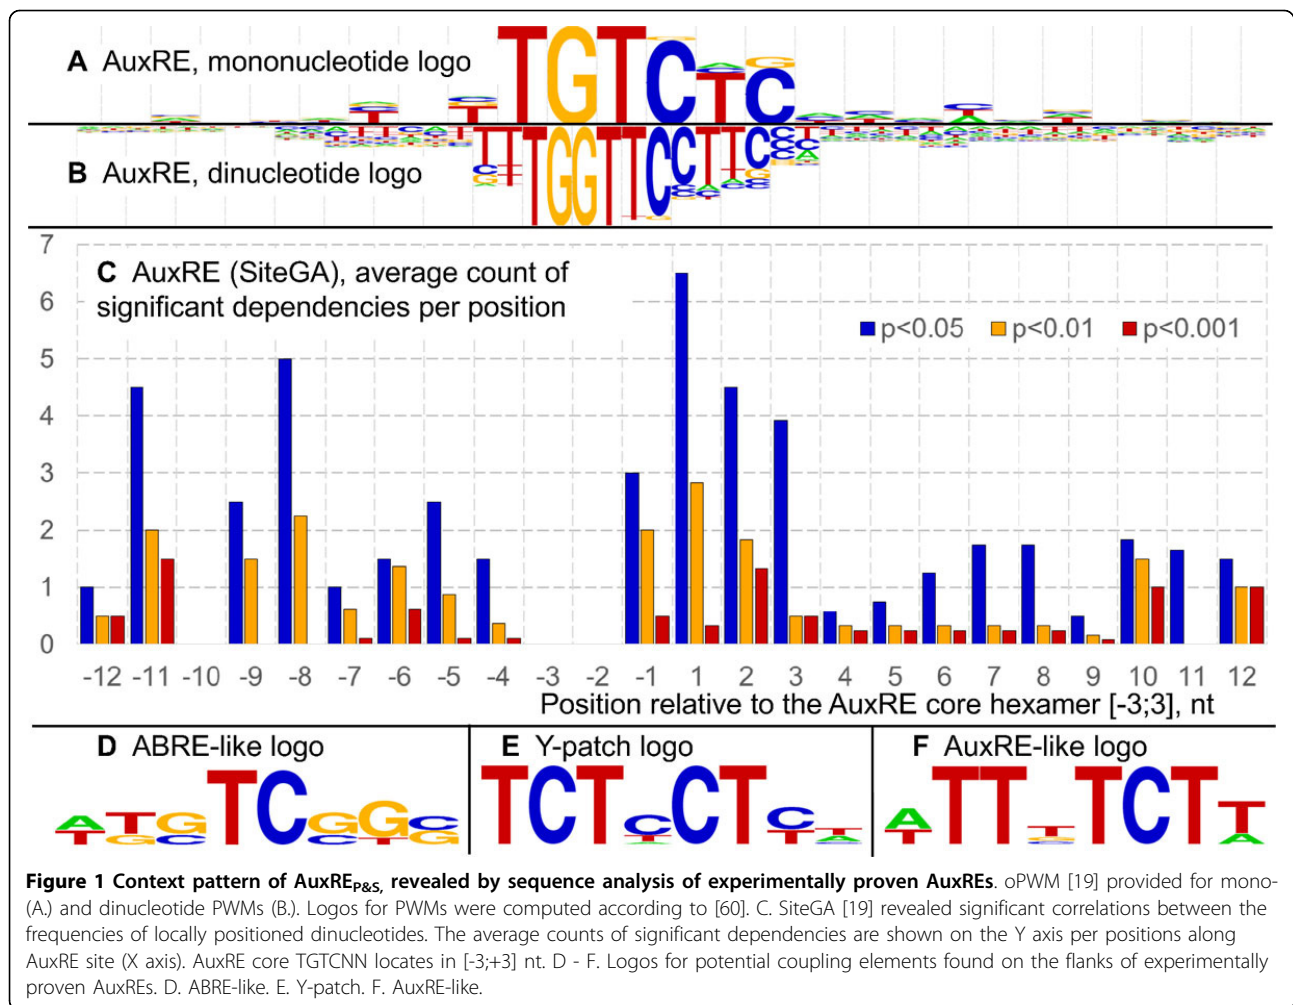 A AuxRE, mononucleotide logo
TGTCTC
B AuxRE, dinucleotide logo
C AuxRE (SiteGA), average count of
significant dependencies per position
p<0.05 p<0.01 p<0.001
7
6
5
4
3
2
1
0
-12 -11 -10 -9 -8 -7 -6 -5 -4 -3 -2 -1 1 2 3 4 5 6 7 8 9 10 11 12
Position relative to the AuxRE core hexamer [-3;3], nt
D ABRE-like logo
ATGTCGGC
E Y-patch logo
TCTCCTCT
F AuxRE-like logo
ATTTTCTT
Figure 1 Context pattern of AuxREP&S, revealed by sequence analysis of experimentally proven AuxREs. oPWM [19] provided for mono-
(A.) and dinucleotide PWMs (B.). Logos for PWMs were computed according to [60]. C. SiteGA [19] revealed significant correlations between the
frequencies of locally positioned dinucleotides. The average counts of significant dependencies are shown on the Y axis per positions along
AuxRE site (X axis). AuxRE core TGTCNN locates in [-3;+3] nt. D - F. Logos for potential coupling elements found on the flanks of experimentally
proven AuxREs. D. ABRE-like. E. Y-patch. F. AuxRE-like.